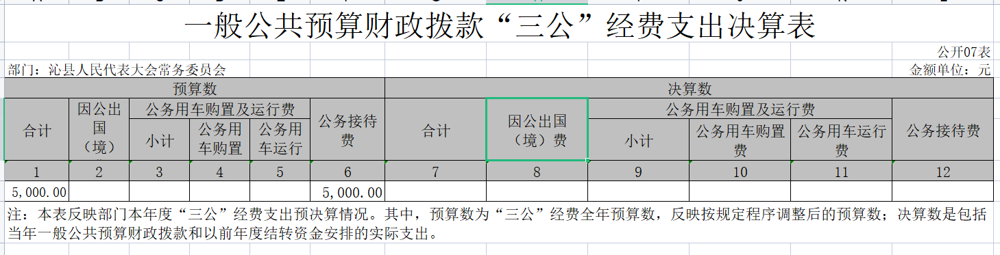 一般公共预算财政拨款“三公”经费支出决算表
公开07表
部门：沁县人民代表大会常务委员会
金额单位：元
预算数
决算数
合计
因公出
国
（境）
公务用车购置及运行费
小计
公务用
车购置
公务用
车运行
公务接待
费
合计
因公出国
（境）费
公务用车购置及运行费
小计
公务用车购置
费
公务用车运行
费
公务接待费
1 2 3 4 5 6 7 8 9 10 11 12
5,000.00 5,000.00
注：本表反映部门本年度“三公”经费支出预决算情况。其中，预算数为“三公”经费全年预算数，反映按规定程序调整后的预算数；决算数是包括
当年一般公共预算财政拨款和以前年度结转资金安排的实际支出。